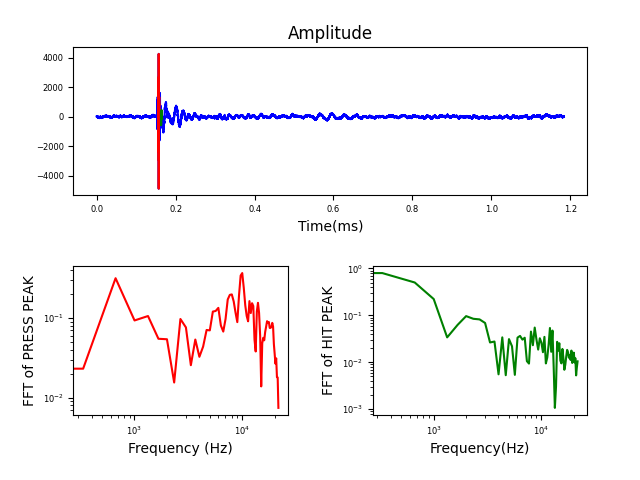 Amplitude
4000
2000
0
−2000
−4000
0.0 0.2 0.4 0.6 0.8 1.0 1.2
Time(ms)
FFT of PRESS PEAK
10⁻¹
10⁻²
10³ 10⁴
Frequency (Hz)
FFT of HIT PEAK
10⁰
10⁻¹
10⁻²
10⁻³
10³ 10⁴
Frequency(Hz)